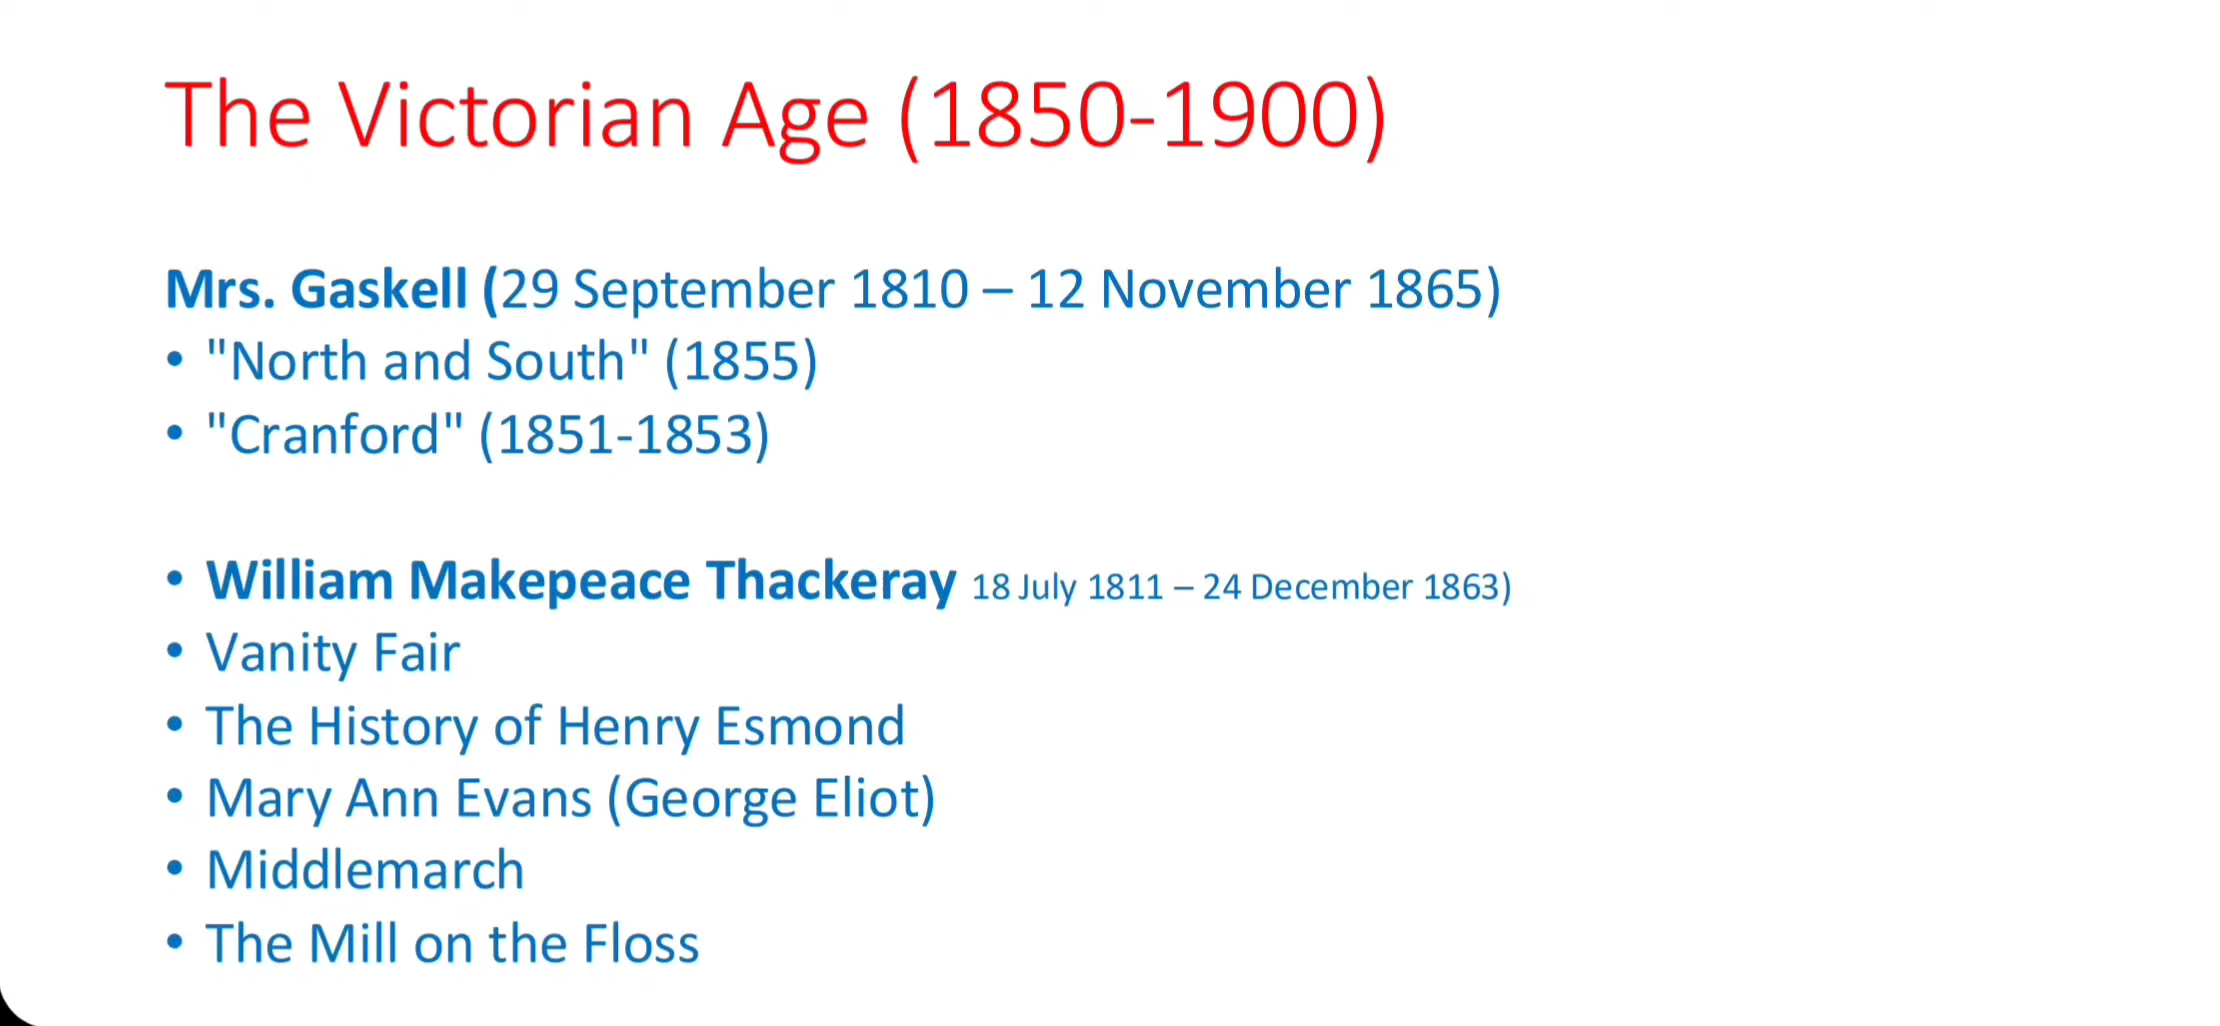 The Victorian Age (1850-1900)
Mrs. Gaskell (29 September 1810 – 12 November 1865)
• "North and South" (1855)
• "Cranford" (1851-1853)
• William Makepeace Thackeray 18 July 1811 – 24 December 1863)
• Vanity Fair
• The History of Henry Esmond
• Mary Ann Evans (George Eliot)
• Middlemarch
• The Mill on the Floss